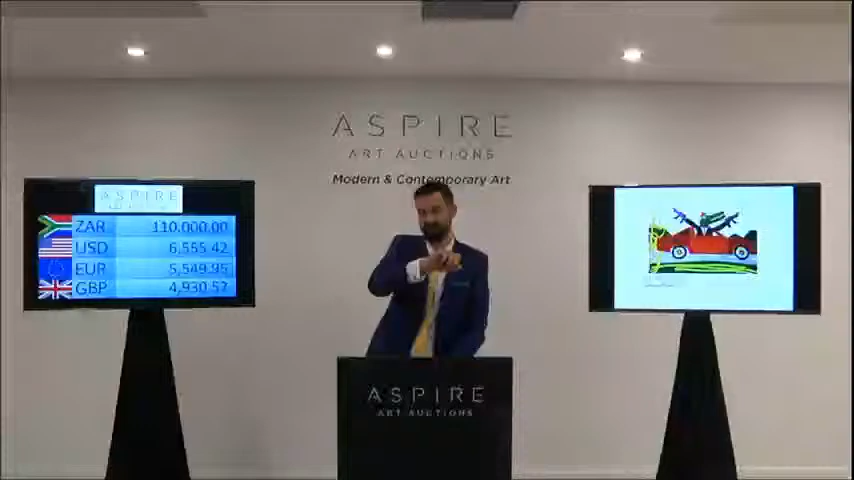 ASPIRE
ART AUCTIONS
Modern & Contemporary Art
ASPIRE
ZAR 110,000.00
USD 6,555.42
EUR 5,549.95
GBP 4,930.57
ASPIRE
ART AUCTIONS